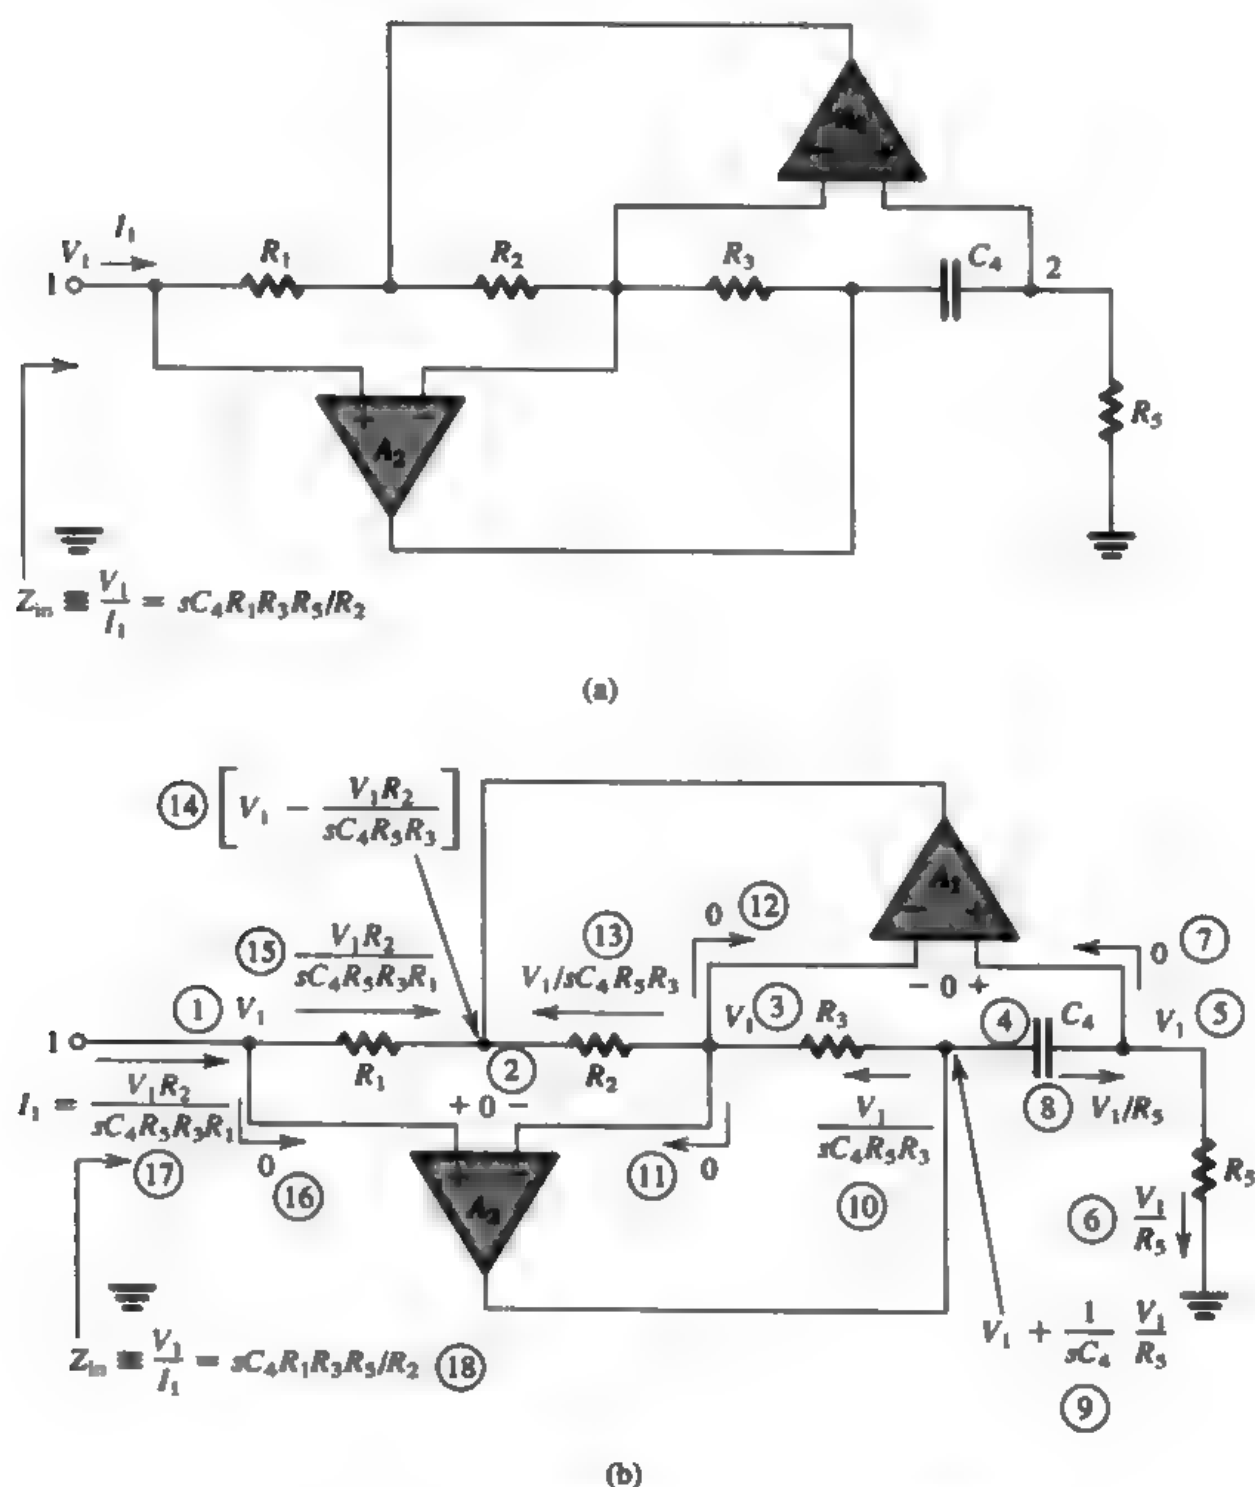 I₁
V₁
1
R₁
R₂
R₃
C₄
2
− +
+ −
A₂
R₅
Zᵢₙ ≡ V₁/I₁ = sC₄R₁R₃R₅/R₂
(a)
⑭ [V₁ − V₁R₂/sC₄R₅R₃]
A₁
− +
0 ⑫
⑮ V₁R₂/sC₄R₅R₃R₁
⑬ V₁/sC₄R₅R₃
0 ⑦
− 0 +
① V₁
V₁ ③
R₃
④
C₄
V₁ ⑤
1
R₁
②
R₂
+ 0 −
I₁ = V₁R₂/sC₄R₅R₃R₁
⑰
0
⑯
+ −
A₂
⑪ 0
V₁/sC₄R₅R₃
⑩
⑧ V₁/R₅
R₅
⑥ V₁/R₅
V₁ + 1/sC₄ V₁/R₅
⑨
Zᵢₙ ≡ V₁/I₁ = sC₄R₁R₃R₅/R₂ ⑱
(b)